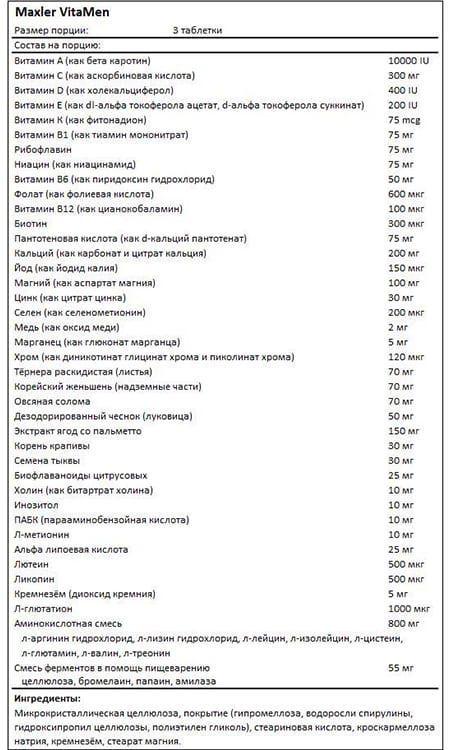 Maxler VitaMen
Размер порции: 3 таблетки
Состав на порцию:
Витамин A (как бета каротин) 10000 IU
Витамин C (как аскорбиновая кислота) 300 мг
Витамин D (как холекальциферол) 400 IU
Витамин E (как dl-альфа токоферола ацетат, d-альфа токоферола суккинат) 200 IU
Витамин K (как фитонадион) 75 mcg
Витамин B1 (как тиамин мононитрат) 75 мг
Рибофлавин 75 мг
Ниацин (как ниацинамид) 75 мг
Витамин B6 (как пиридоксин гидрохлорид) 50 мг
Фолат (как фолиевая кислота) 600 мкг
Витамин B12 (как цианокобаламин) 100 мкг
Биотин 300 мкг
Пантотеновая кислота (как d-кальций пантотенат) 75 мг
Кальций (как карбонат и цитрат кальция) 200 мг
Йод (как йодид калия) 150 мкг
Магний (как аспартат магния) 100 мг
Цинк (как цитрат цинка) 30 мг
Селен (как селенометионин) 200 мкг
Медь (как оксид меди) 2 мг
Марганец (как глюконат марганца) 5 мг
Хром (как диникотинат глицинат хрома и пиколинат хрома) 120 мкг
Тёрнера раскидистая (листья) 70 мг
Корейский женьшень (надземные части) 70 мг
Овсяная солома 70 мг
Дезодорированный чеснок (луковица) 50 мг
Экстракт ягод со пальметто 150 мг
Корень крапивы 30 мг
Семена тыквы 30 мг
Биофлаваноиды цитрусовых 25 мг
Холин (как битартрат холина) 10 мг
Инозитол 10 мг
ПАБК (парааминобензойная кислота) 10 мг
Л-метионин 10 мг
Альфа липоевая кислота 25 мг
Лютеин 500 мкг
Ликопин 500 мкг
Кремнезём (диоксид кремния) 5 мг
Л-глютатион 1000 мкг
Аминокислотная смесь 800 мг
л-аргинин гидрохлорид, л-лизин гидрохлорид, л-лейцин, л-изолейцин, л-цистеин,
л-глютамин, л-валин, л-треонин
Смесь ферментов в помощь пищеварению 55 мг
целлюлоза, бромелаин, папаин, амилаза
Ингредиенты:
Микрокристаллическая целлюлоза, покрытие (гипромеллоза, водоросли спирулины,
гидроксипропил целлюлозы, полиэтилен гликоль), стеариновая кислота, кроскармеллоза
натрия, кремнезём, стеарат магния.